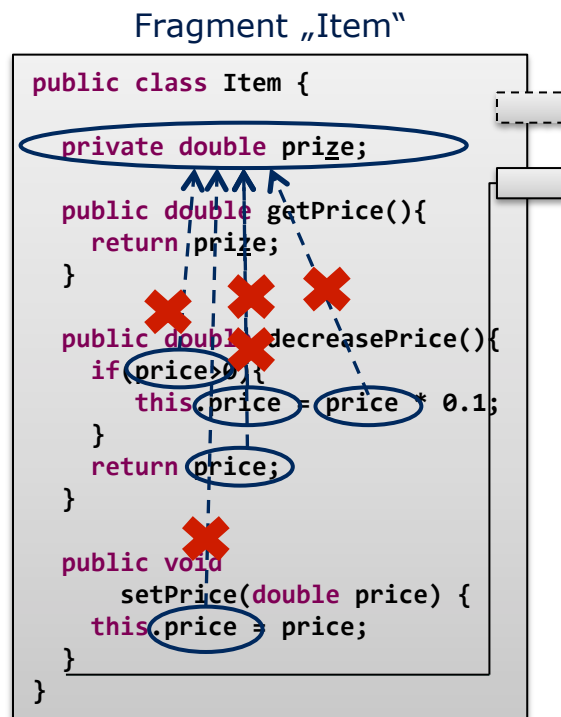 Fragment „Item“
public class Item {
private double prize;
public double getPrice(){
return prize;
}
public double decreasePrice(){
if(price>0){
this.price = price * 0.1;
}
return price;
}
public void
setPrice(double price) {
this.price = price;
}
}